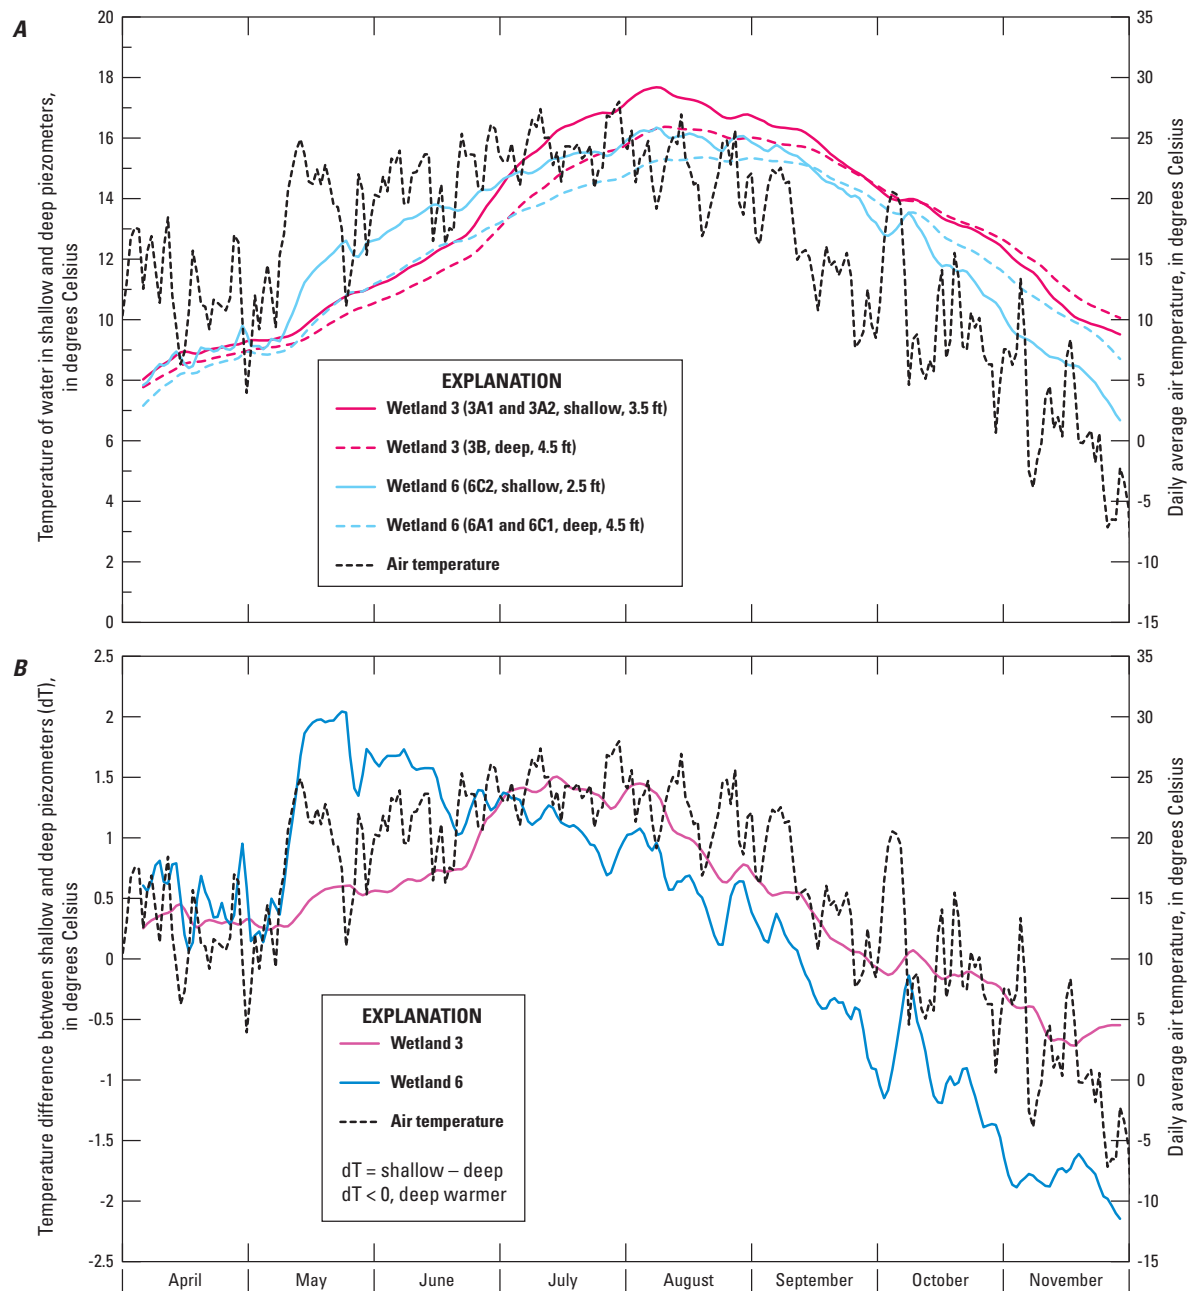 A
Temperature of water in shallow and deep piezometers,
in degrees Celsius
20
18
16
14
12
10
8
6
4
2
0
35
30
25
20
15
10
5
0
-5
-10
-15
Daily average air temperature, in degrees Celsius
EXPLANATION
Wetland 3 (3A1 and 3A2, shallow, 3.5 ft)
Wetland 3 (3B, deep, 4.5 ft)
Wetland 6 (6C2, shallow, 2.5 ft)
Wetland 6 (6A1 and 6C1, deep, 4.5 ft)
Air temperature
B
Temperature difference between shallow and deep piezometers (dT),
in degrees Celsius
2.5
2
1.5
1
0.5
0
-0.5
-1
-1.5
-2
-2.5
35
30
25
20
15
10
5
0
-5
-10
-15
Daily average air temperature, in degrees Celsius
EXPLANATION
Wetland 3
Wetland 6
Air temperature
dT = shallow – deep
dT < 0, deep warmer
April May June July August September October November